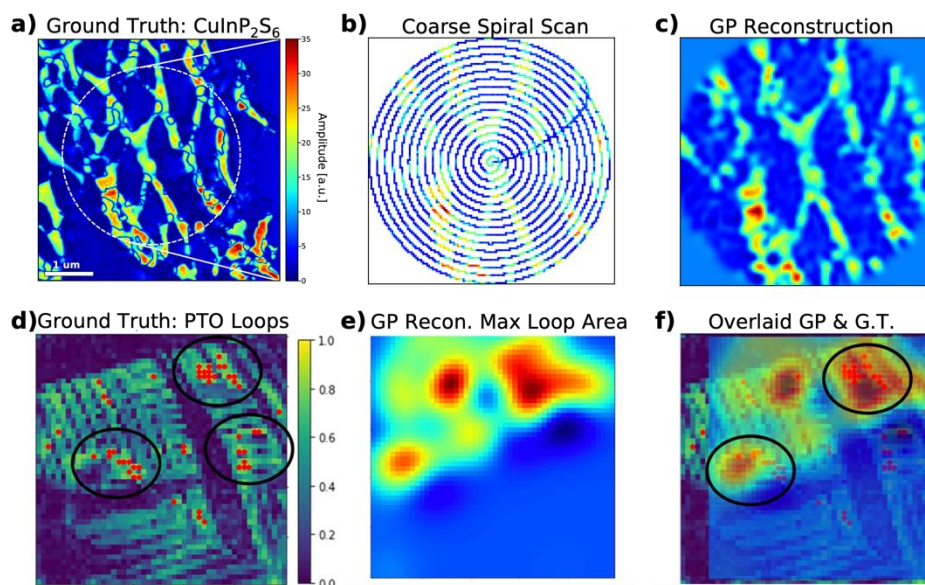 a) Ground Truth: CuInP2S6
35
30
25
20
15
10
5
0
Amplitude [a.u.]
1 um
b) Coarse Spiral Scan
c) GP Reconstruction
d) Ground Truth: PTO Loops
1.0
0.8
0.6
0.4
0.2
0.0
e) GP Recon. Max Loop Area
f) Overlaid GP & G.T.